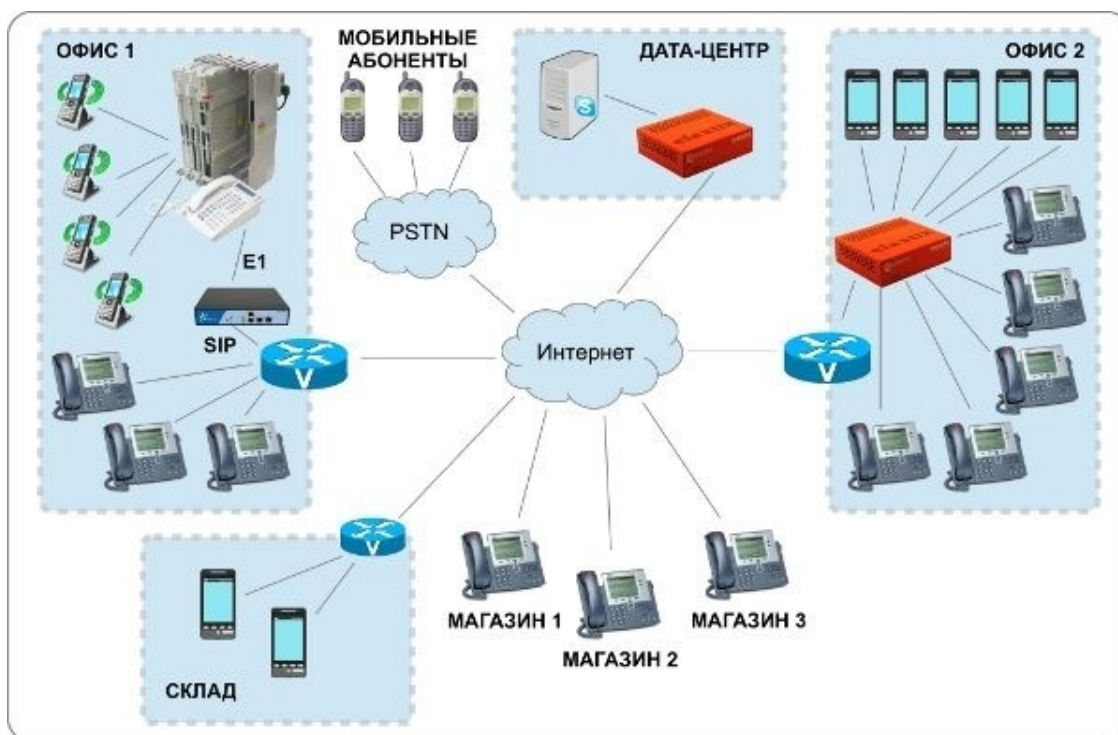 ОФИС 1
МОБИЛЬНЫЕ
АБОНЕНТЫ
ДАТА-ЦЕНТР
ОФИС 2
S
PSTN
E1
SIP
V
Интернет
V
V
МАГАЗИН 1
МАГАЗИН 2
МАГАЗИН 3
СКЛАД